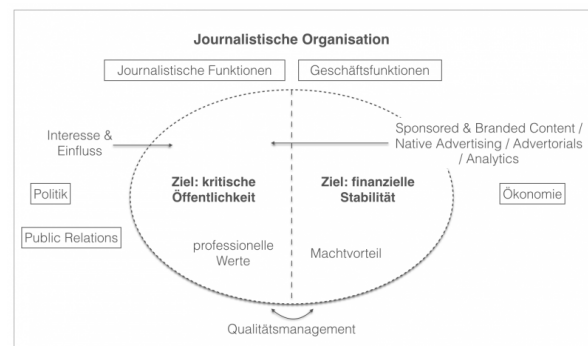 Journalistische Organisation
Journalistische Funktionen
Geschäftsfunktionen
Interesse &
Einfluss
Sponsored & Branded Content /
Native Advertising / Advertorials
/ Analytics
Ziel: kritische
Öffentlichkeit
Ziel: finanzielle
Stabilität
Politik
Ökonomie
Public Relations
professionelle
Werte
Machtvorteil
Qualitätsmanagement